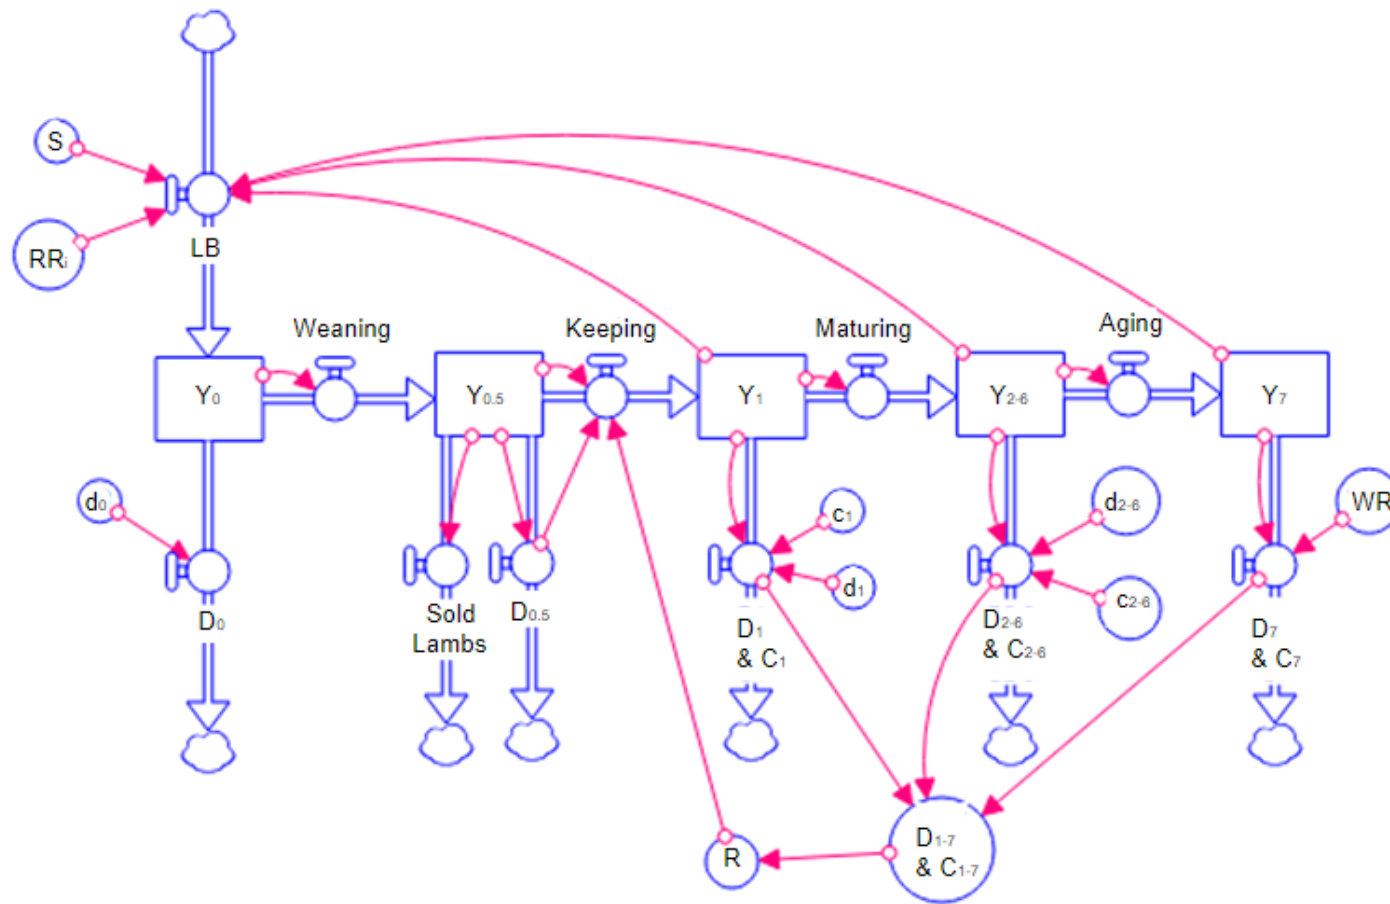 S
RRi
LB
Weaning
Keeping
Maturing
Aging
Y0
Y0.5
Y1
Y2-6
Y7
d0
c1
d2-6
WR
d1
c2-6
D0
Sold
Lambs
D0.5
D1
& C1
D2-6
& C2-6
D7
& C7
R
D1-7
& C1-7